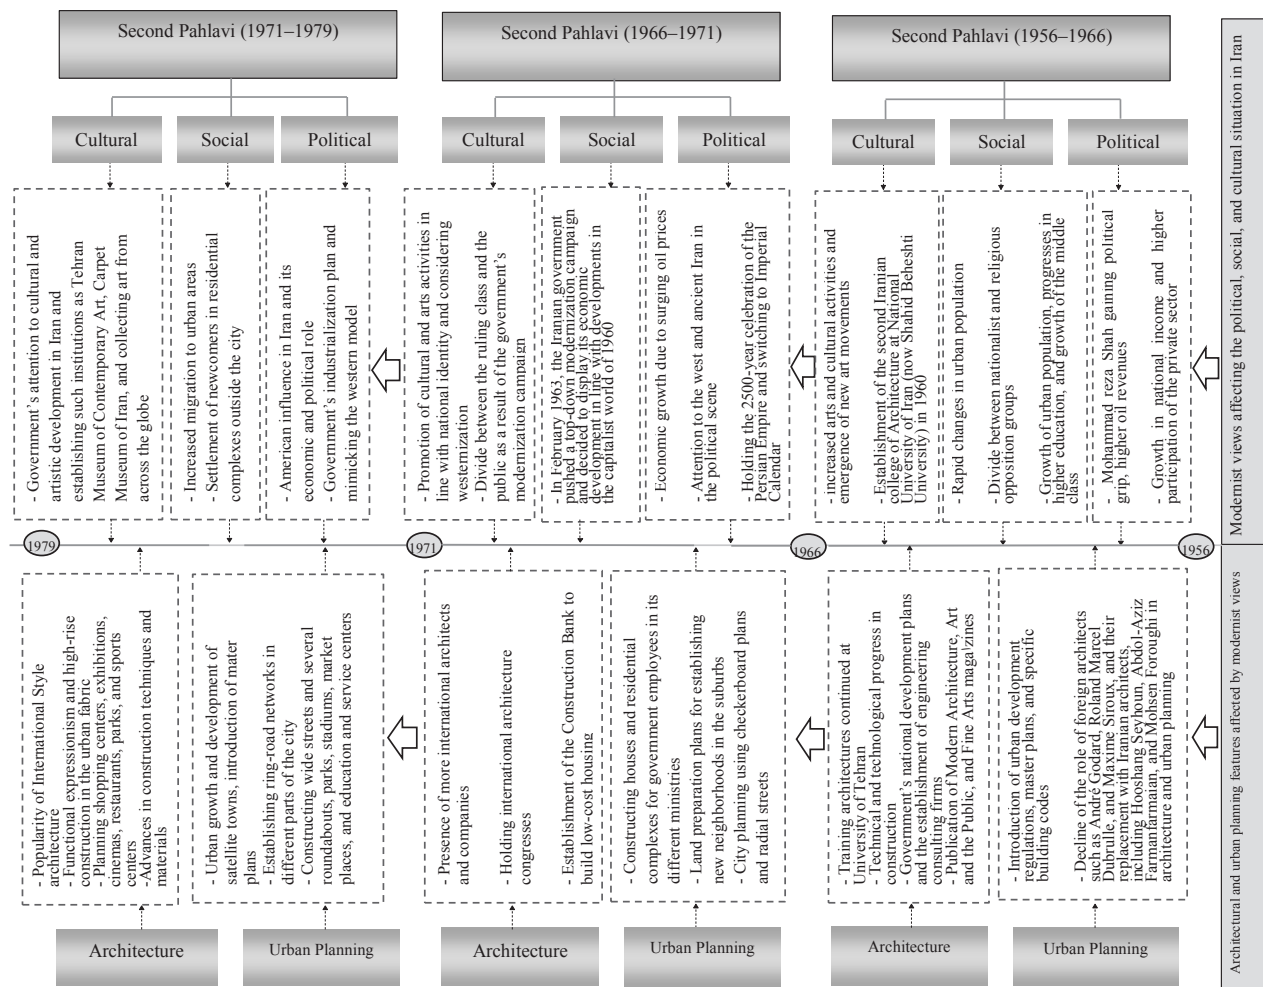 Second Pahlavi (1971–1979)
Cultural
Social
Political
- Government's attention to cultural and
artistic development in Iran and
establishing such institutions as Tehran
Museum of Contemporary Art, Carpet
Museum of Iran, and collecting art from
across the globe
- Increased migration to urban areas
- Settlement of newcomers in residential
complexes outside the city
- American influence in Iran and its
economic and political role
- Government's industrialization plan and
mimicking the western model
Second Pahlavi (1966–1971)
Cultural
Social
Political
- Promotion of cultural and arts activities in
line with national identity and considering
westernization
- Divide between the ruling class and the
public as a result of the government's
modernization campaign
- In February 1963, the Iranian government
pushed a top-down modernization campaign
and decided to display its economic
development in line with developments in
the capitalist world of 1960
- Economic growth due to surging oil prices
- Attention to the west and ancient Iran in
the political scene
- Holding the 2500-year celebration of the
Persian Empire and switching to Imperial
Calendar
Second Pahlavi (1956–1966)
Cultural
Social
Political
- increased arts and cultural activities and
emergence of new art movements
- Establishment of the second Iranian
college of Architecture at National
University of Iran (now Shahid Beheshti
University) in 1960
- Rapid changes in urban population
- Divide between nationalist and religious
opposition groups
- Growth of urban population, progresses in
higher education, and growth of the middle
class
- Mohammad reza Shah gaining political
grip, higher oil revenues
- Growth in national income and higher
participation of the private sector
Modernist views affecting the political, social, and cultural situation in Iran
1979
1971
1966
1956
- Popularity of International Style
architecture
- Functional expressionism and high-rise
construction in the urban fabric
- Planning shopping centers, exhibitions,
cinemas, restaurants, parks, and sports
centers
- Advances in construction techniques and
materials
Architecture
- Urban growth and development of
satellite towns, introduction of mater
plans
- Establishing ring-road networks in
different parts of the city
- Constructing wide streets and several
roundabouts, parks, stadiums, market
places, and education and service centers
Urban Planning
- Presence of more international architects
and companies
- Holding international architecture
congresses
- Establishment of the Construction Bank to
build low-cost housing
Architecture
- Constructing houses and residential
complexes for government employees in its
different ministries
- Land preparation plans for establishing
new neighborhoods in the suburbs
- City planning using checkerboard plans
and radial streets
Urban Planning
- Training architectures continued at
University of Tehran
- Technical and technological progress in
construction
- Government's national development plans
and the establishment of engineering
consulting firms
- Publication of Modern Architecture, Art
and the Public, and Fine Arts magalzines
Architecture
- Introduction of urban development
regulations, master plans, and specific
building codes
- Decline of the role of foreign architects
such as André Godard, Roland Marcel
Dubrulle, and Maxime Siroux, and their
replacement with Iranian architects,
including Hooshang Seyhoun, Abdol-Aziz
Farmanfarmaian, and Mohsen Foroughi in
architecture and urban planning
Urban Planning
Architectural and urban planning features affected by modernist views